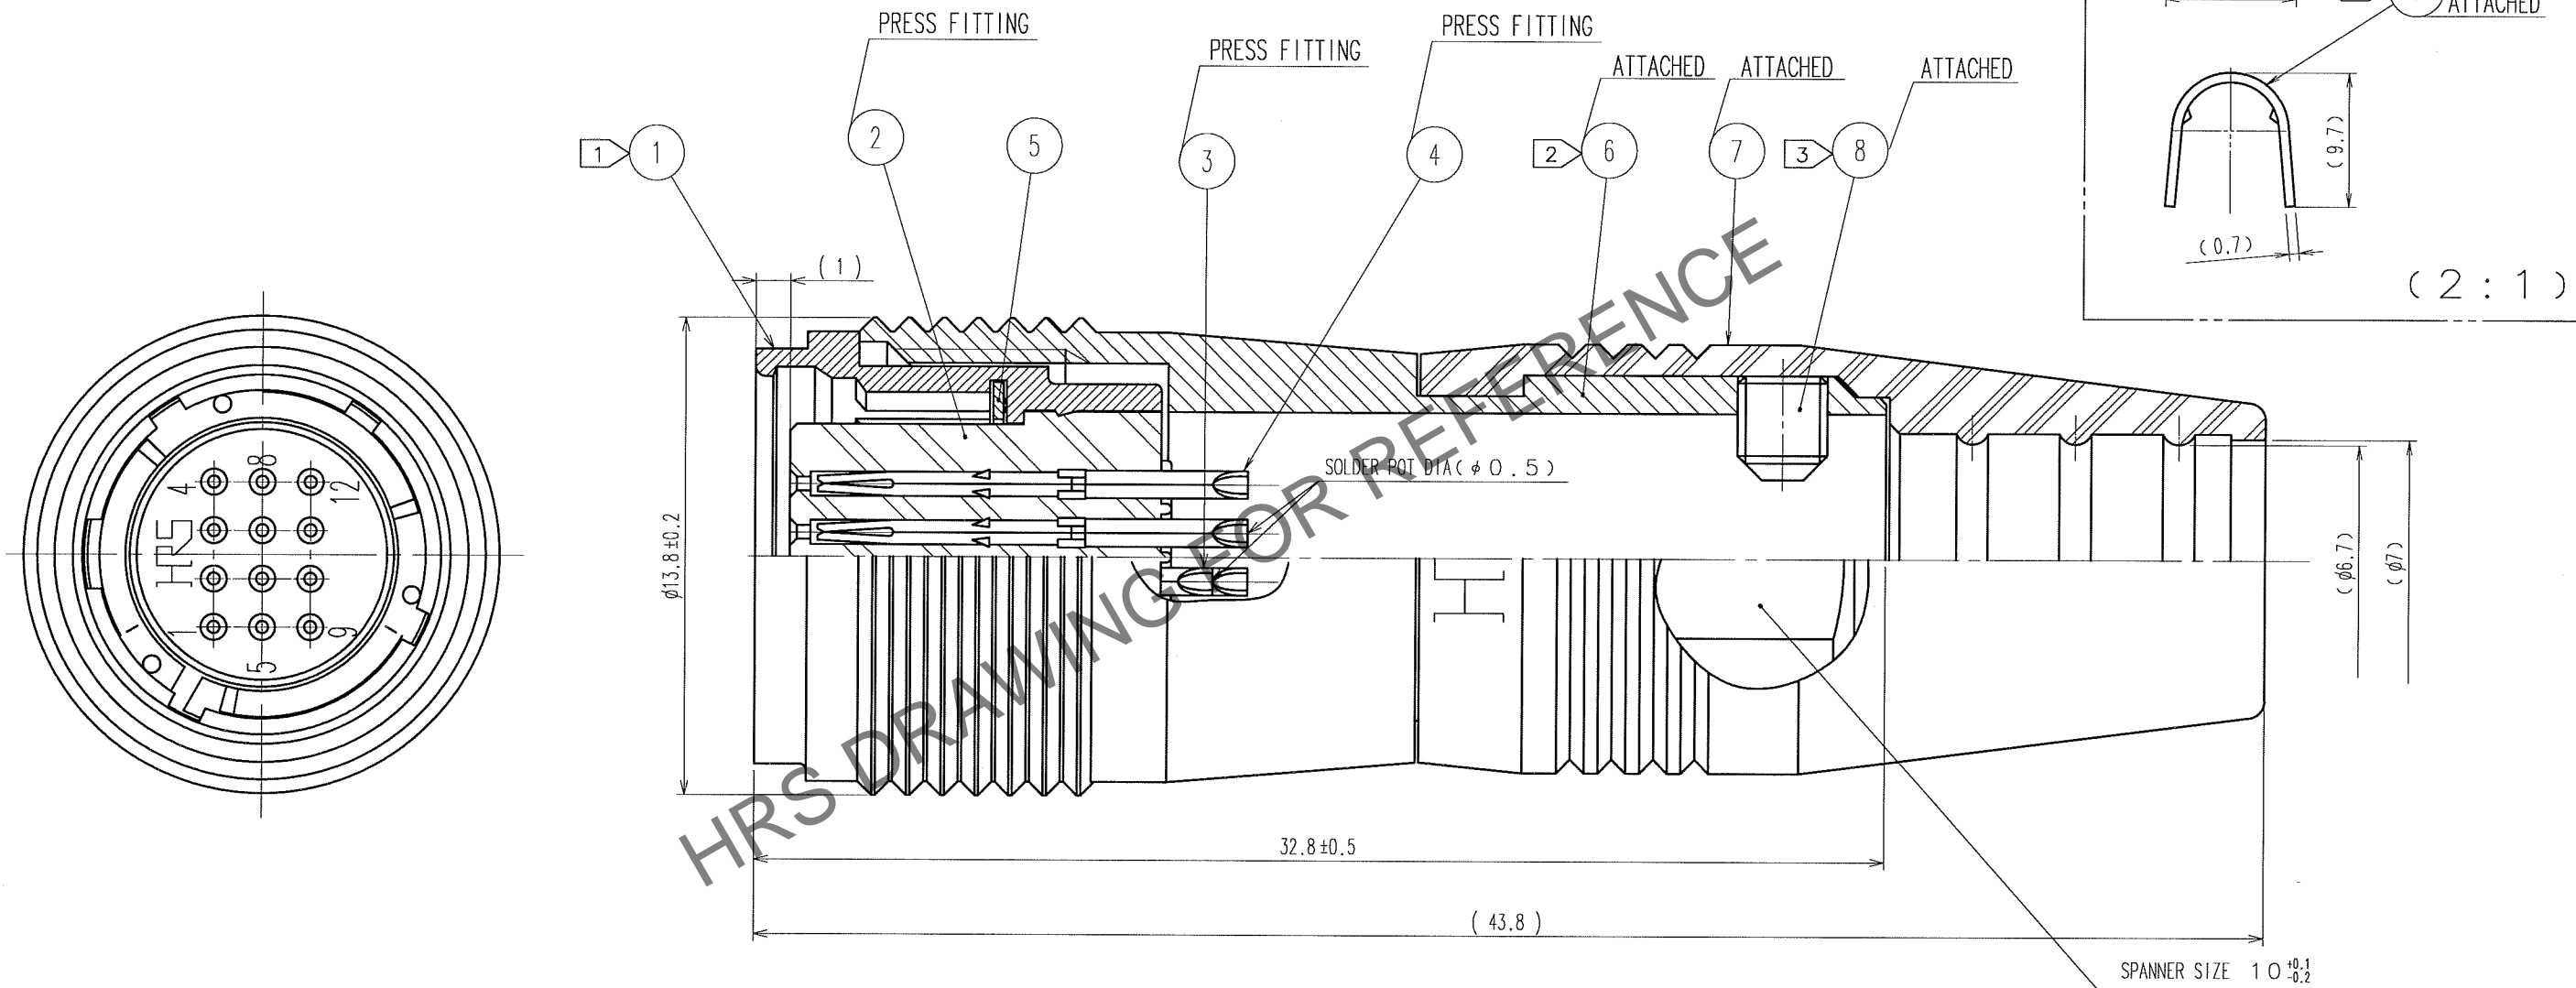 PRESS FITTING
PRESS FITTING
PRESS FITTING
ATTACHED
ATTACHED
ATTACHED
ATTACHED
1
1
2
5
3
4
2
6
7
3
8
(9.7)
(0.7)
(2:1)
(1)
φ13.8±0.2
SOLDER POT DIA(φ0.5)
4
8
12
HRS
1
5
9
(φ6.7)
(φ7)
32.8±0.5
(43.8)
SPANNER SIZE 10 +0.1 -0.2
HRS DRAWING FOR REFERENCE